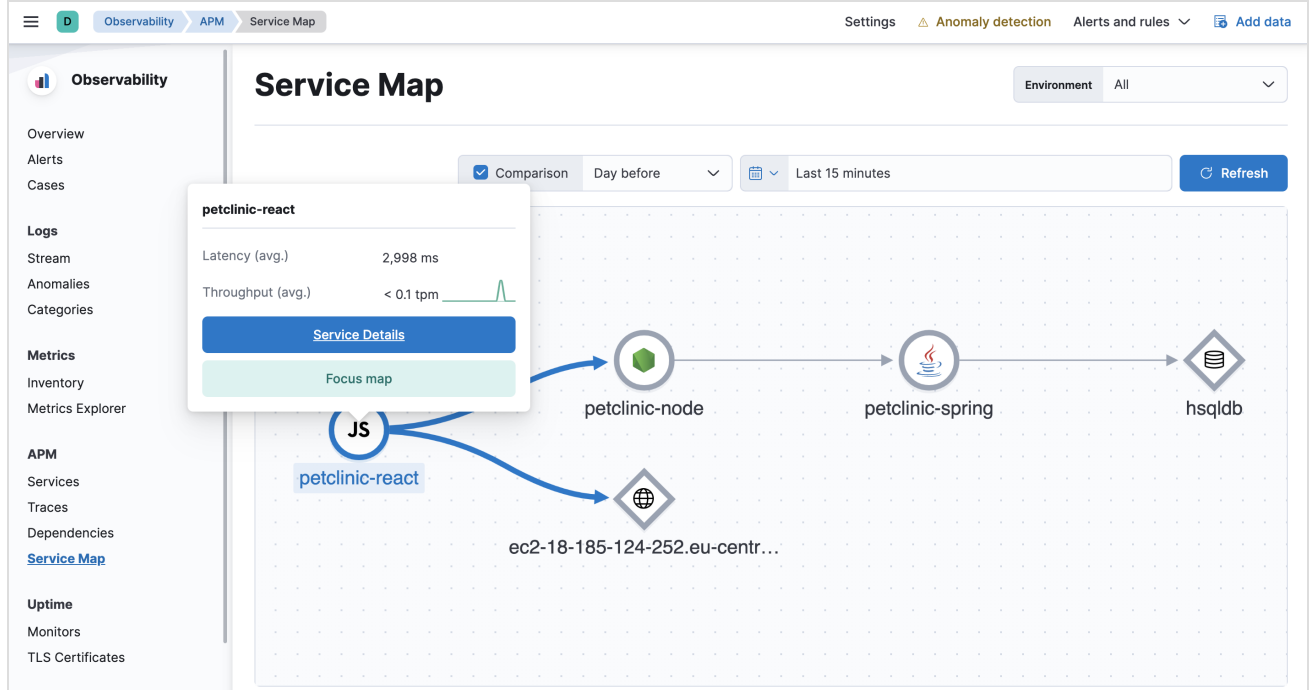 D Observability APM Service Map Settings Anomaly detection Alerts and rules Add data
Observability
Overview
Alerts
Cases
Logs
Stream
Anomalies
Categories
Metrics
Inventory
Metrics Explorer
APM
Services
Traces
Dependencies
Service Map
Uptime
Monitors
TLS Certificates
Service Map
Environment All
Comparison Day before Last 15 minutes Refresh
petclinic-react
Latency (avg.) 2,998 ms
Throughput (avg.) < 0.1 tpm
Service Details
Focus map
JS
petclinic-react
petclinic-node
petclinic-spring
hsqldb
ec2-18-185-124-252.eu-centr…